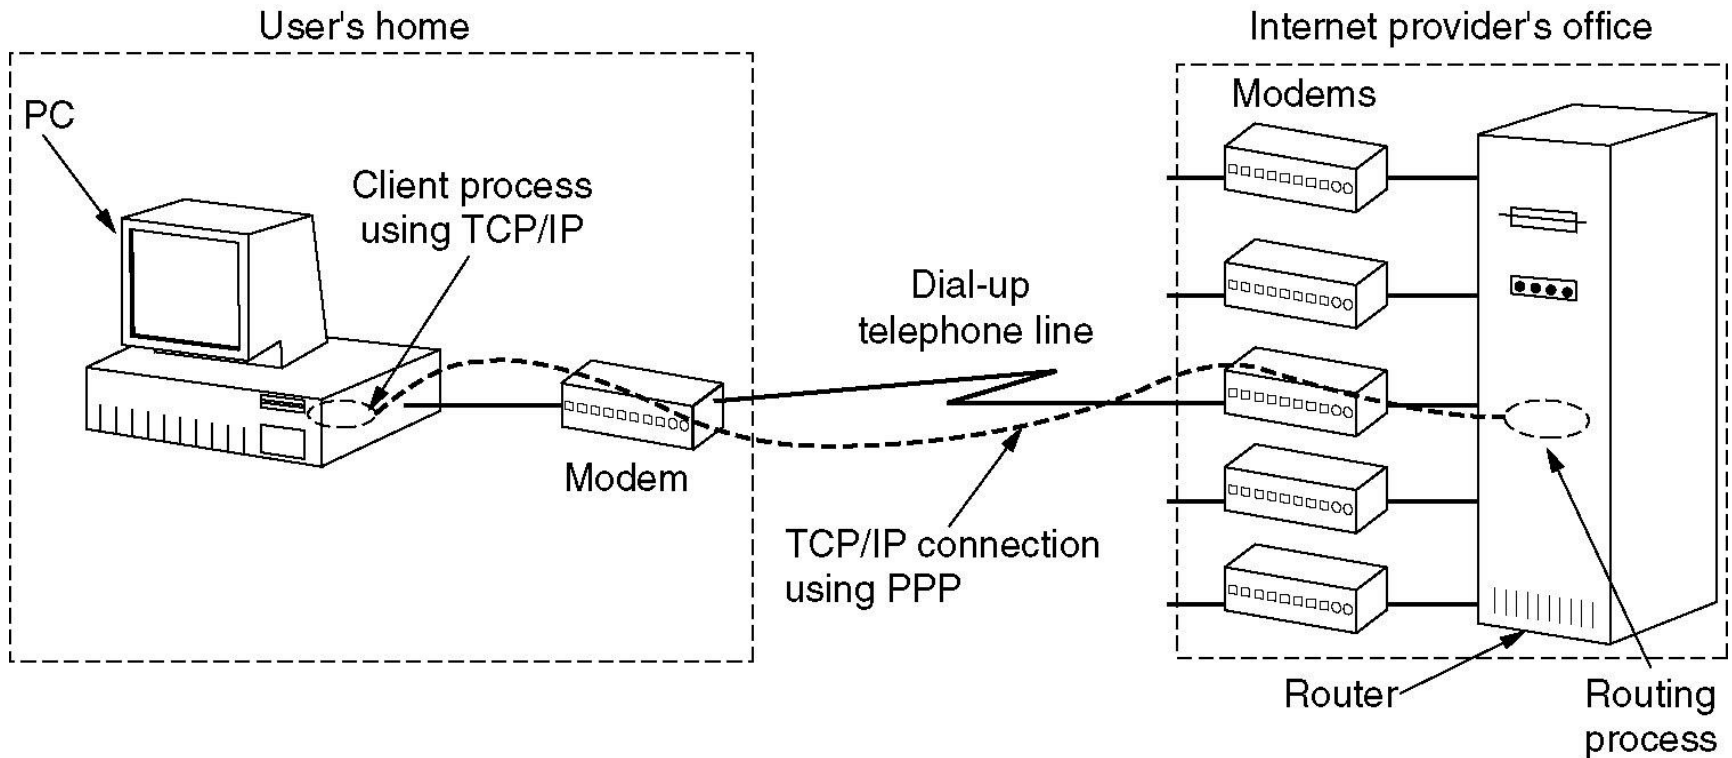 User's home
Internet provider's office
PC
Client process
using TCP/IP
Modem
Dial-up
telephone line
TCP/IP connection
using PPP
Modems
Router
Routing
process